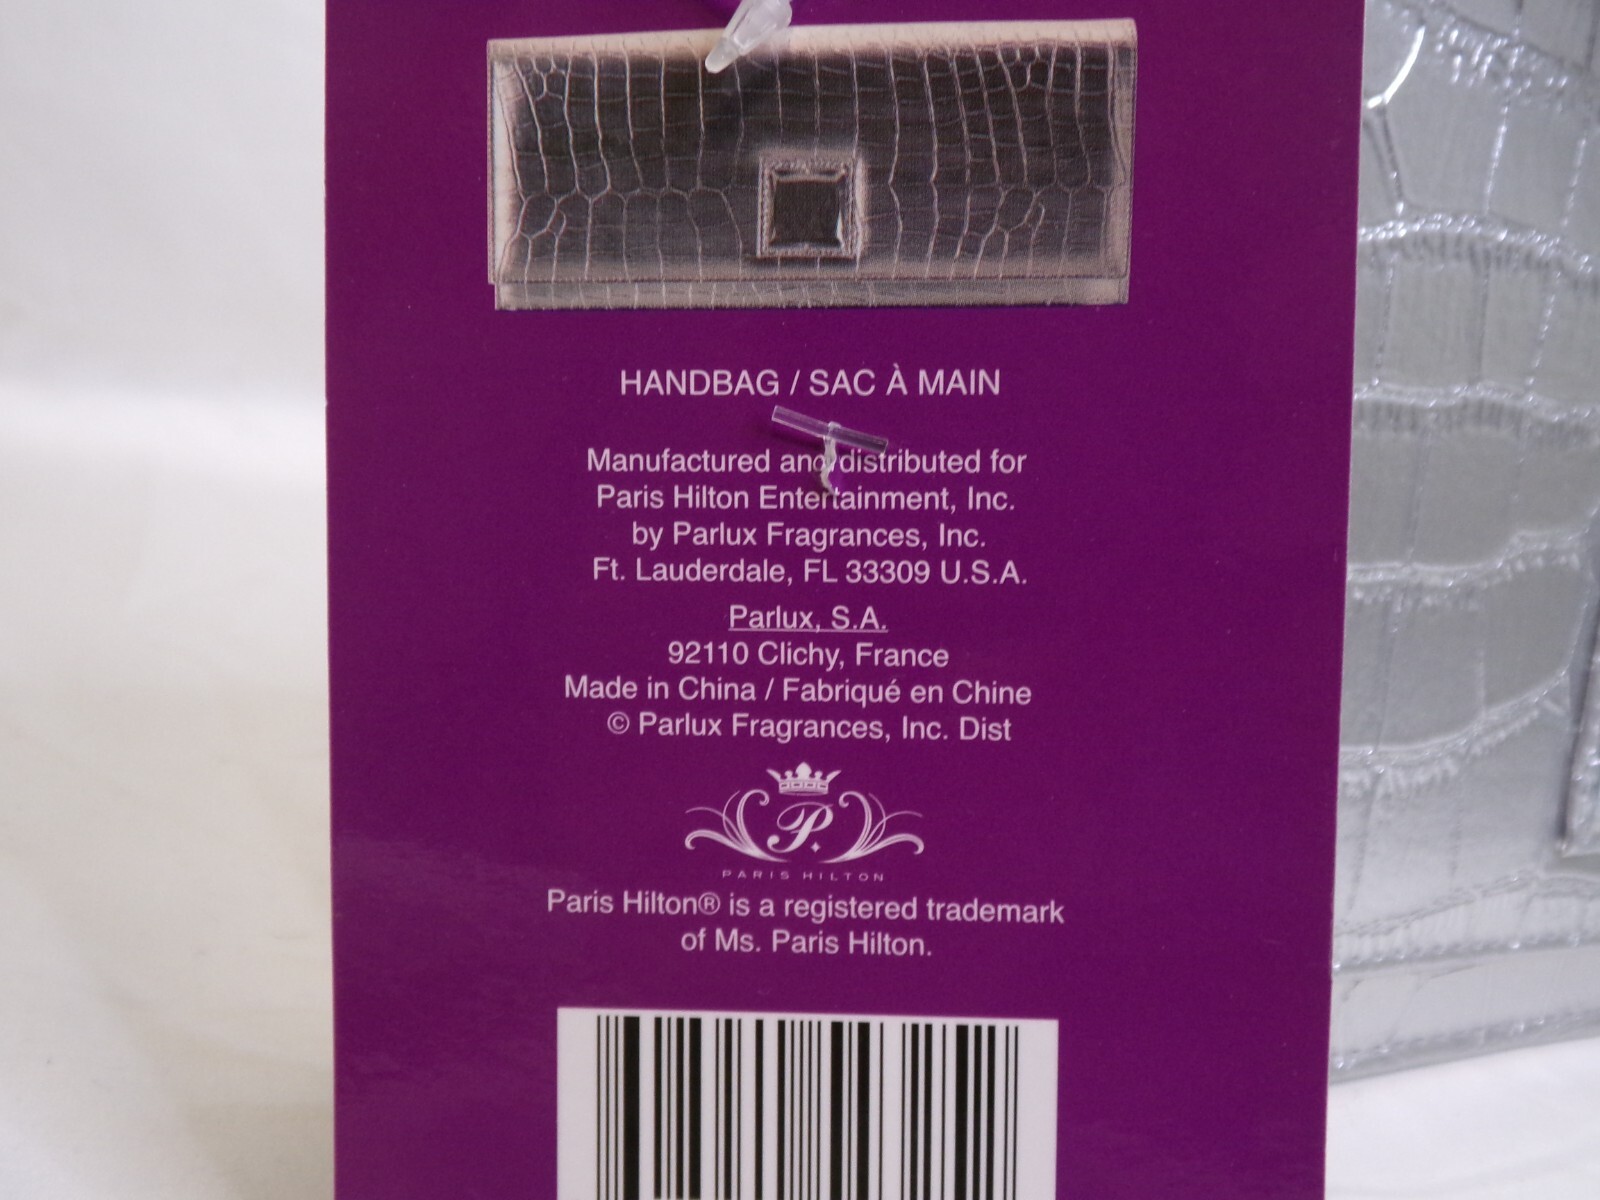 HANDBAG / SAC À MAIN
Manufactured and distributed for
Paris Hilton Entertainment, Inc.
by Parlux Fragrances, Inc.
Ft. Lauderdale, FL 33309 U.S.A.
Parlux, S.A.
92110 Clichy, France
Made in China / Fabriqué en Chine
© Parlux Fragrances, Inc. Dist
P.
PARIS HILTON
Paris Hilton® is a registered trademark
of Ms. Paris Hilton.